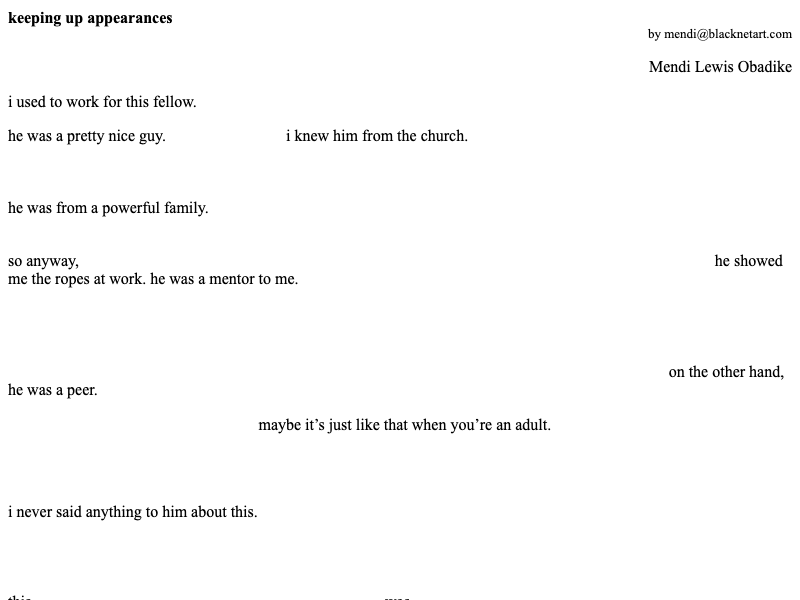 keeping up appearances
by mendi@blacknetart.com
Mendi Lewis Obadike
i used to work for this fellow.
he was a pretty nice guy. i knew him from the church.
he was from a powerful family.
so anyway, he showed
me the ropes at work. he was a mentor to me.
on the other hand,
he was a peer.
maybe it’s just like that when you’re an adult.
i never said anything to him about this.
this was